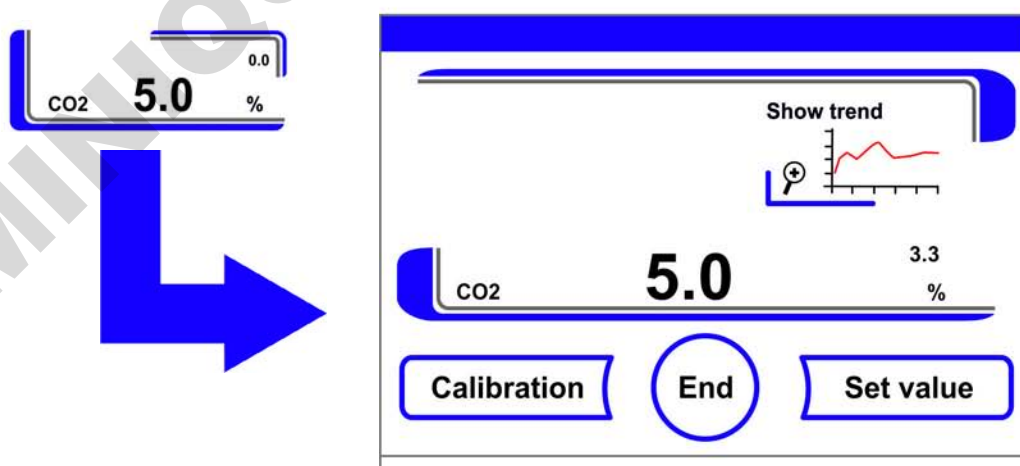 0.0
CO2 5.0 %
Show trend
3.3
CO2 5.0 %
Calibration End Set value